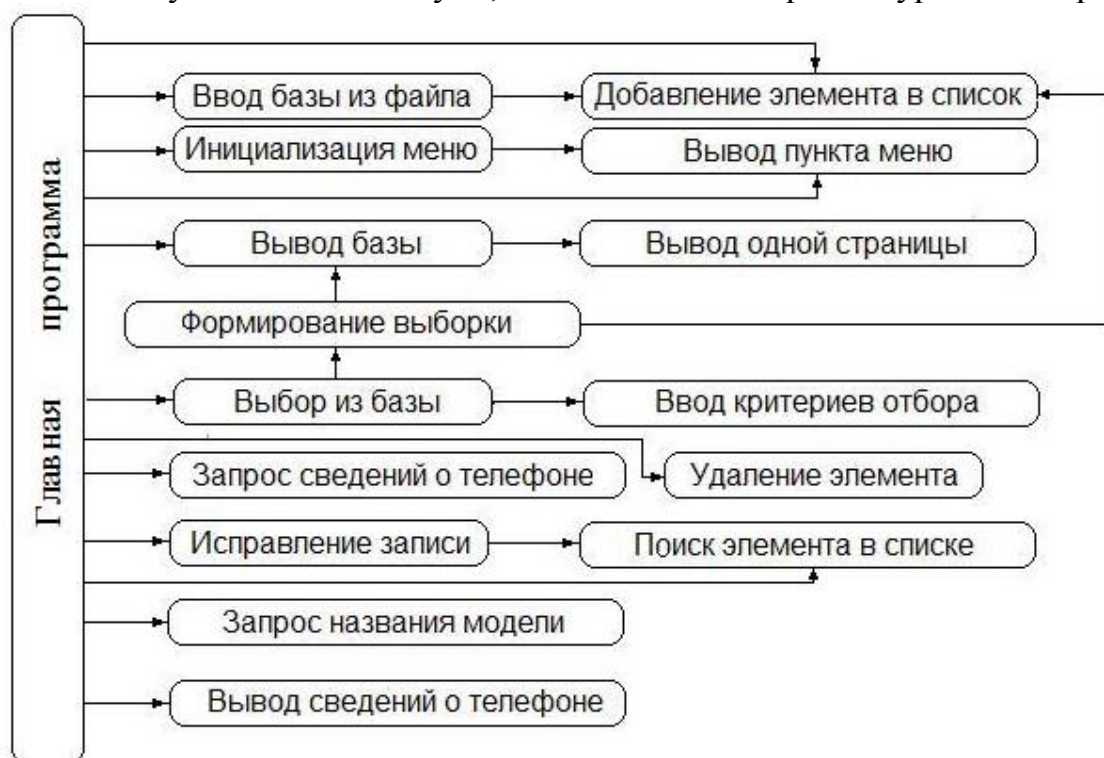 Главная программа
Ввод базы из файла
Добавление элемента в список
Инициализация меню
Вывод пункта меню
Вывод базы
Вывод одной страницы
Формирование выборки
Выбор из базы
Ввод критериев отбора
Запрос сведений о телефоне
Удаление элемента
Исправление записи
Поиск элемента в списке
Запрос названия модели
Вывод сведений о телефоне